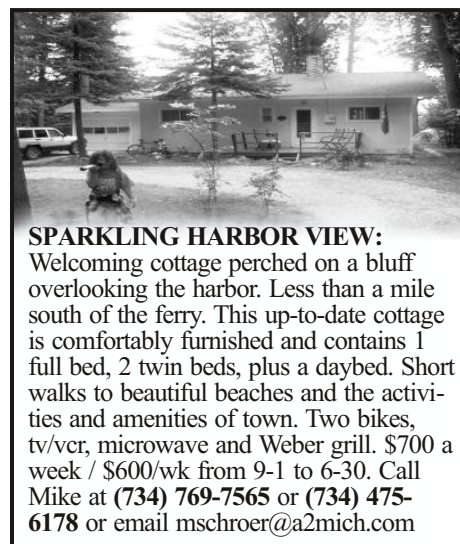 SPARKLING HARBOR VIEW:
Welcoming cottage perched on a bluff
overlooking the harbor. Less than a mile
south of the ferry. This up-to-date cottage
is comfortably furnished and contains 1
full bed, 2 twin beds, plus a daybed. Short
walks to beautiful beaches and the activi-
ties and amenities of town. Two bikes,
tv/vcr, microwave and Weber grill. $700 a
week / $600/wk from 9-1 to 6-30. Call
Mike at (734) 769-7565 or (734) 475-
6178 or email mschroer@a2mich.com